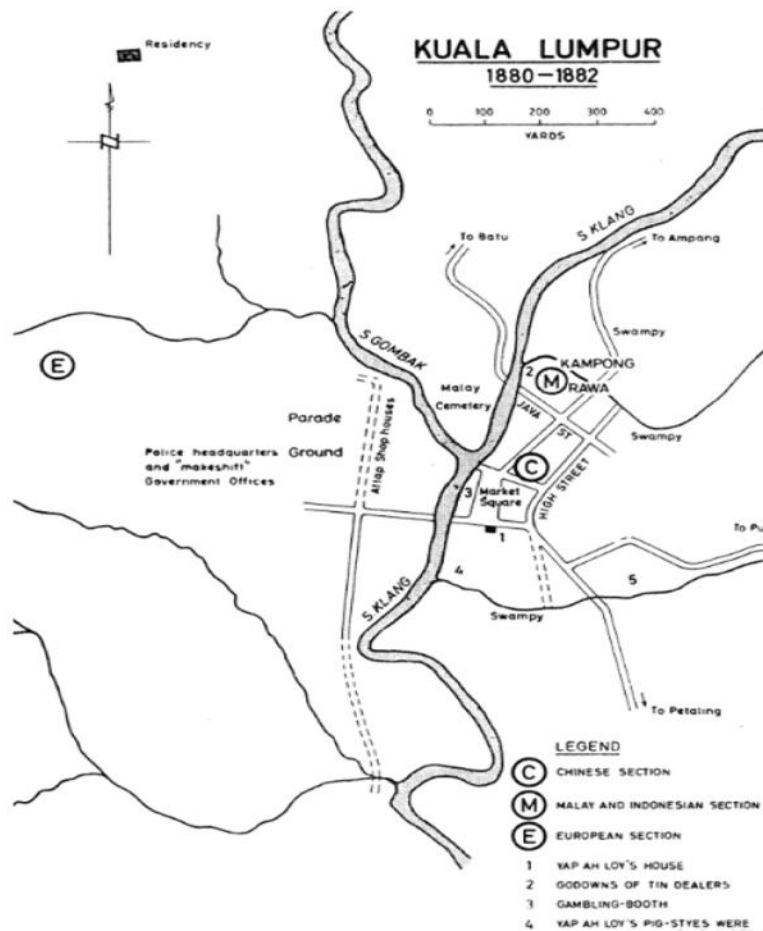 Residency
KUALA LUMPUR
1880-1882
0 100 200 300 400
YARDS
S KLANG
To Batu
To Ampang
Swampy
S GOMBAK
E
2
M
KAMPONG
RAWA
Malay
Cemetery
JAVA
ST
Swampy
Parade
Ground
Attap Shop houses
Police headquarters
and "makeshift"
Government Offices
C
HIGH STREET
3
Market
Square
1
To Pu
4
5
S KLANG
Swampy
To Petaling
LEGEND
C CHINESE SECTION
M MALAY AND INDONESIAN SECTION
E EUROPEAN SECTION
1 YAP AH LOY'S HOUSE
2 GODOWNS OF TIN DEALERS
3 GAMBLING-BOOTH
4 YAP AH LOY'S PIG-STYES WERE